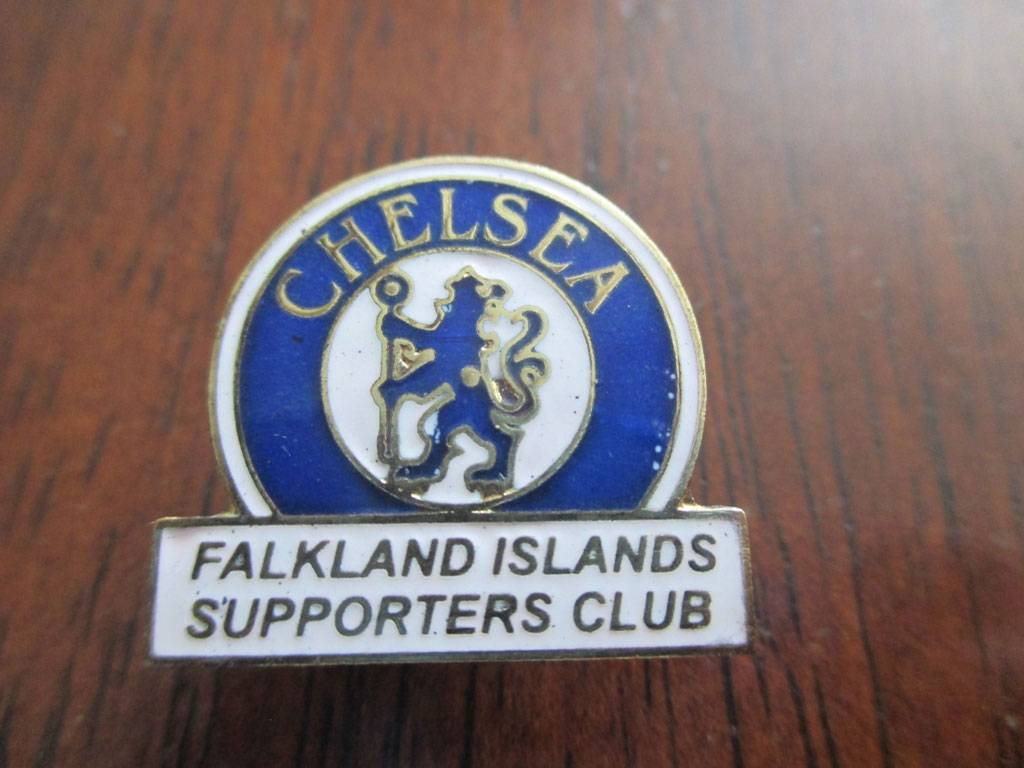 CHELSEA
FALKLAND ISLANDS
SUPPORTERS CLUB